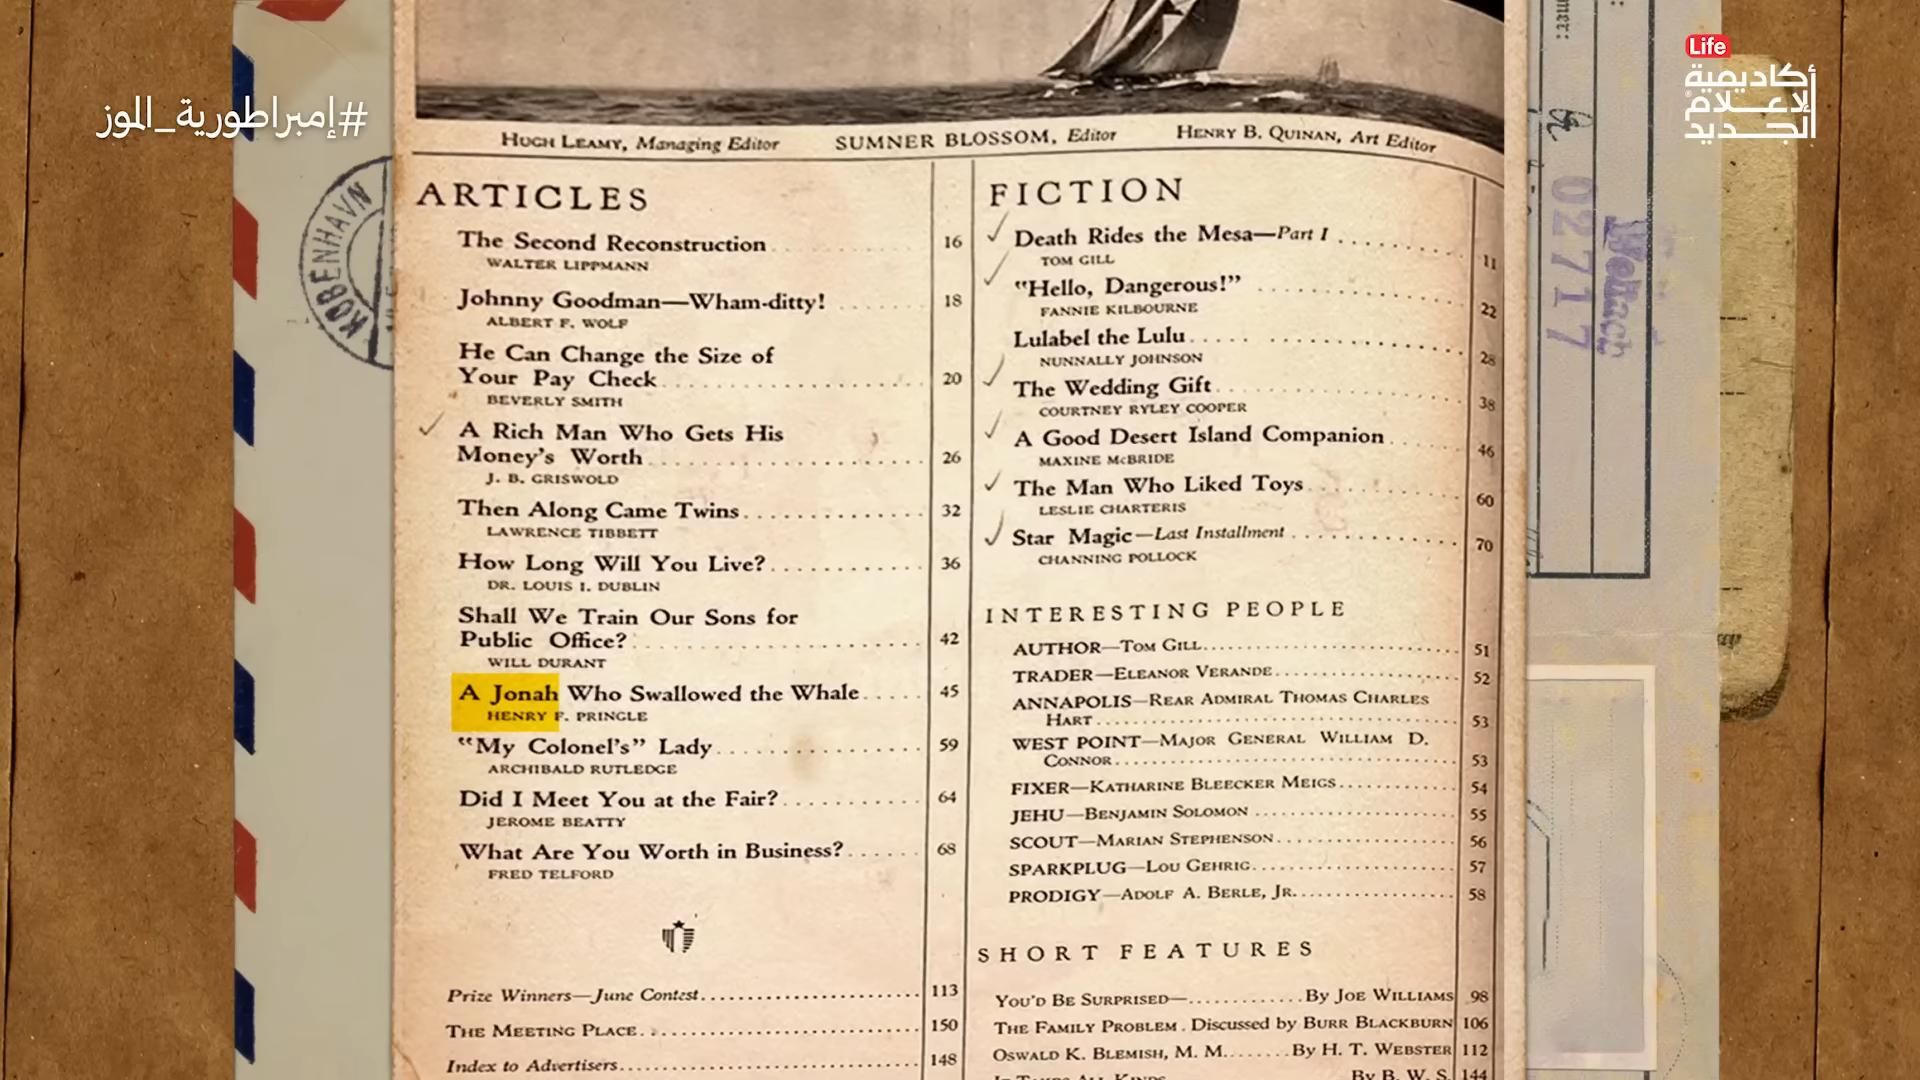 #إمبراطورية_الموز
Life
أكاديمية
الإعلام
الجديد
KØBENHAVN
02717
HUGH LEAMY, Managing Editor SUMNER BLOSSOM, Editor HENRY B. QUINAN, Art Editor
ARTICLES
The Second Reconstruction 16
WALTER LIPPMANN
Johnny Goodman—Wham-ditty! 18
ALBERT F. WOLF
He Can Change the Size of
Your Pay Check 20
BEVERLY SMITH
A Rich Man Who Gets His
Money's Worth 26
J. B. GRISWOLD
Then Along Came Twins 32
LAWRENCE TIBBETT
How Long Will You Live? 36
DR. LOUIS I. DUBLIN
Shall We Train Our Sons for
Public Office? 42
WILL DURANT
A Jonah Who Swallowed the Whale 45
HENRY F. PRINGLE
"My Colonel's" Lady 59
ARCHIBALD RUTLEDGE
Did I Meet You at the Fair? 64
JEROME BEATTY
What Are You Worth in Business? 68
FRED TELFORD
Prize Winners—June Contest 113
THE MEETING PLACE 150
Index to Advertisers 148
FICTION
Death Rides the Mesa—Part I 11
TOM GILL
"Hello, Dangerous!" 22
FANNIE KILBOURNE
Lulabel the Lulu 28
NUNNALLY JOHNSON
The Wedding Gift 38
COURTNEY RYLEY COOPER
A Good Desert Island Companion 46
MAXINE McBRIDE
The Man Who Liked Toys 60
LESLIE CHARTERIS
Star Magic—Last Installment 70
CHANNING POLLOCK
INTERESTING PEOPLE
AUTHOR—TOM GILL 51
TRADER—ELEANOR VERANDE 52
ANNAPOLIS—REAR ADMIRAL THOMAS CHARLES
HART 53
WEST POINT—MAJOR GENERAL WILLIAM D.
CONNOR 53
FIXER—KATHARINE BLEECKER MEIGS 54
JEHU—BENJAMIN SOLOMON 55
SCOUT—MARIAN STEPHENSON 56
SPARKPLUG—LOU GEHRIG 57
PRODIGY—ADOLF A. BERLE, JR. 58
SHORT FEATURES
YOU'D BE SURPRISED— By JOE WILLIAMS 98
THE FAMILY PROBLEM. Discussed by BURR BLACKBURN 106
OSWALD K. BLEMISH, M. M. By H. T. WEBSTER 112
By B. W. S. 144